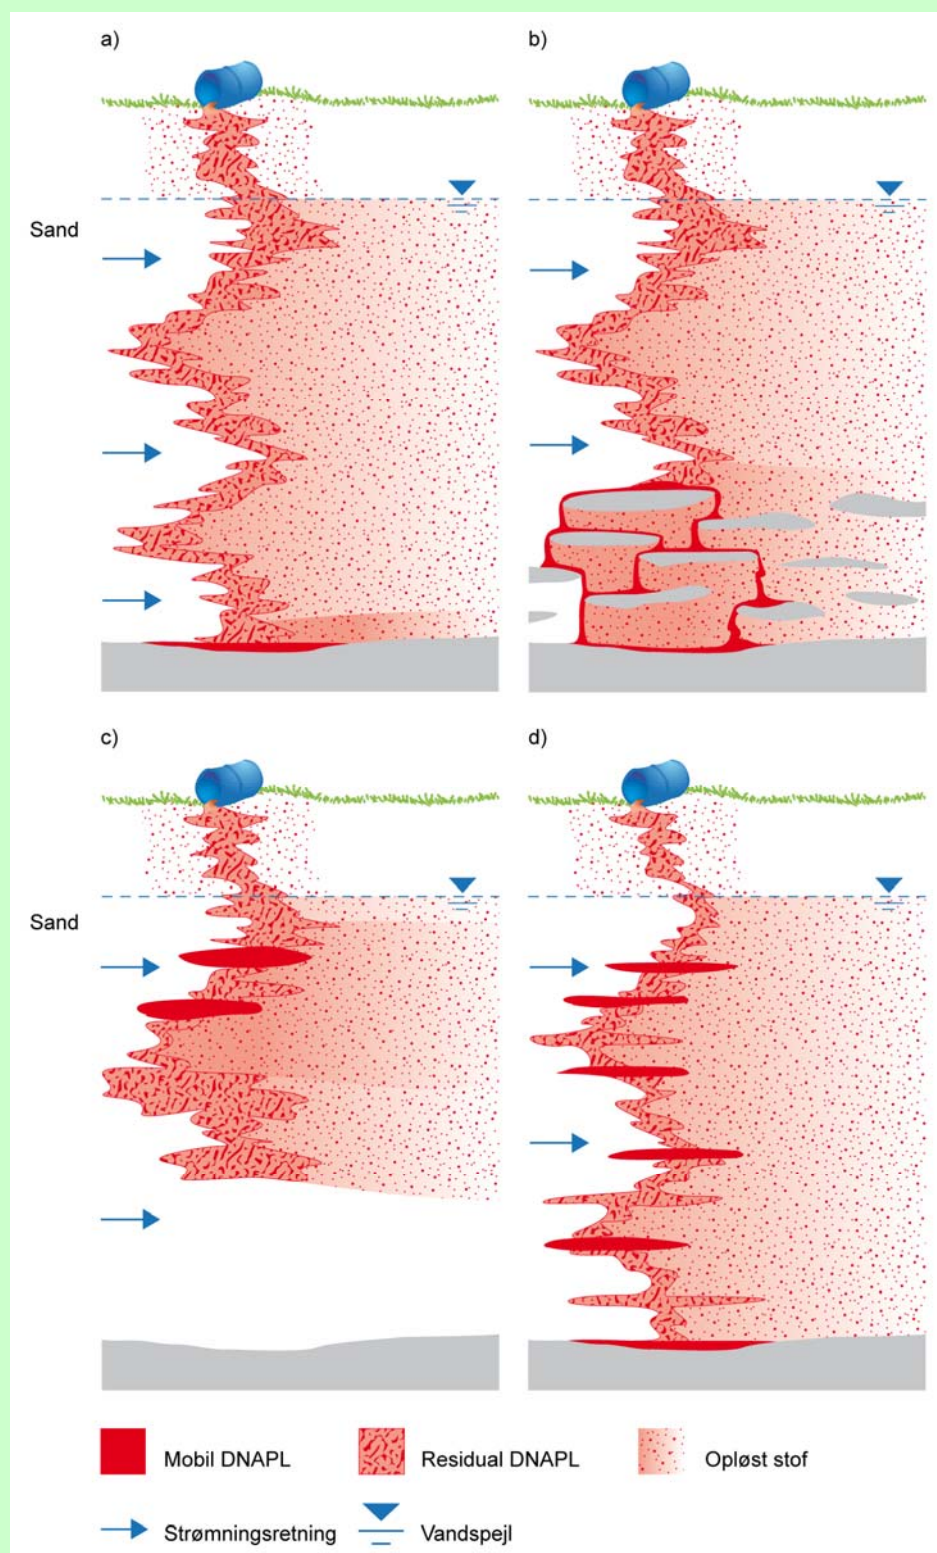 a)
b)
Sand
c)
d)
Sand
Mobil DNAPL
Residual DNAPL
Opløst stof
Strømningsretning
Vandspejl